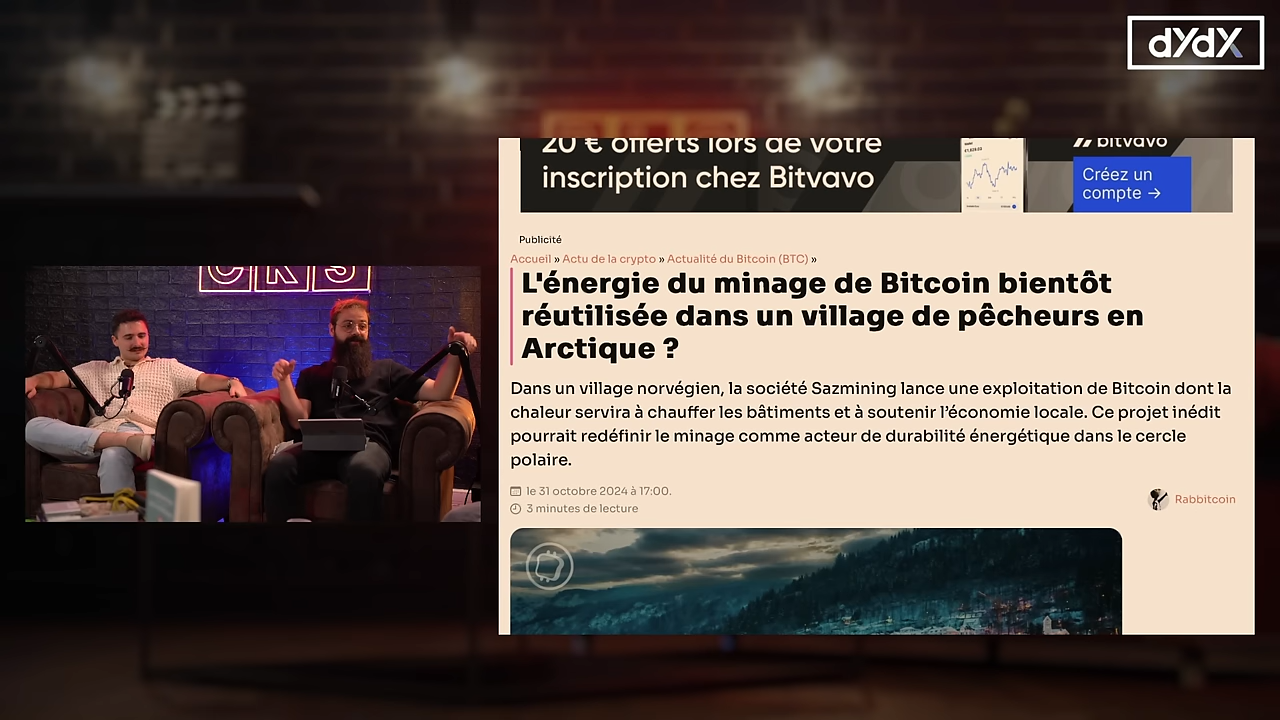 dYdX
20 € offerts lors de votre
inscription chez Bitvavo
bitvavo
Créez un
compte →
Publicité
Accueil » Actu de la crypto » Actualité du Bitcoin (BTC) »
L'énergie du minage de Bitcoin bientôt
réutilisée dans un village de pêcheurs en
Arctique ?
Dans un village norvégien, la société Sazmining lance une exploitation de Bitcoin dont la
chaleur servira à chauffer les bâtiments et à soutenir l’économie locale. Ce projet inédit
pourrait redéfinir le minage comme acteur de durabilité énergétique dans le cercle
polaire.
le 31 octobre 2024 à 17:00.
3 minutes de lecture
Rabbitcoin